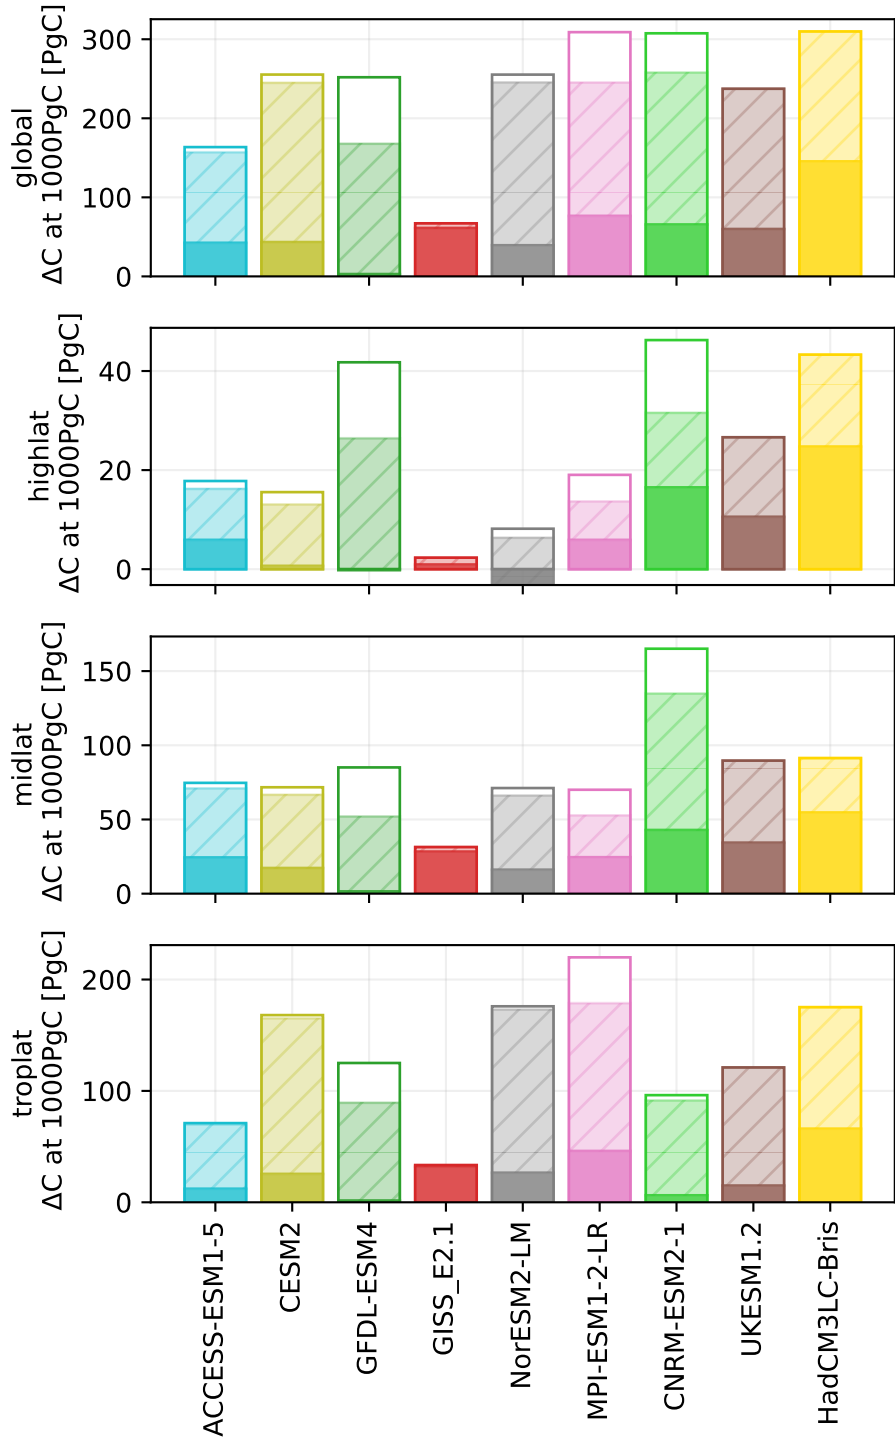 global
ΔC at 1000PgC [PgC]
300
200
100
0
highlat
ΔC at 1000PgC [PgC]
40
20
0
midlat
ΔC at 1000PgC [PgC]
150
100
50
0
troplat
ΔC at 1000PgC [PgC]
200
100
0
ACCESS-ESM1-5
CESM2
GFDL-ESM4
GISS_E2.1
NorESM2-LM
MPI-ESM1-2-LR
CNRM-ESM2-1
UKESM1.2
HadCM3LC-Bris